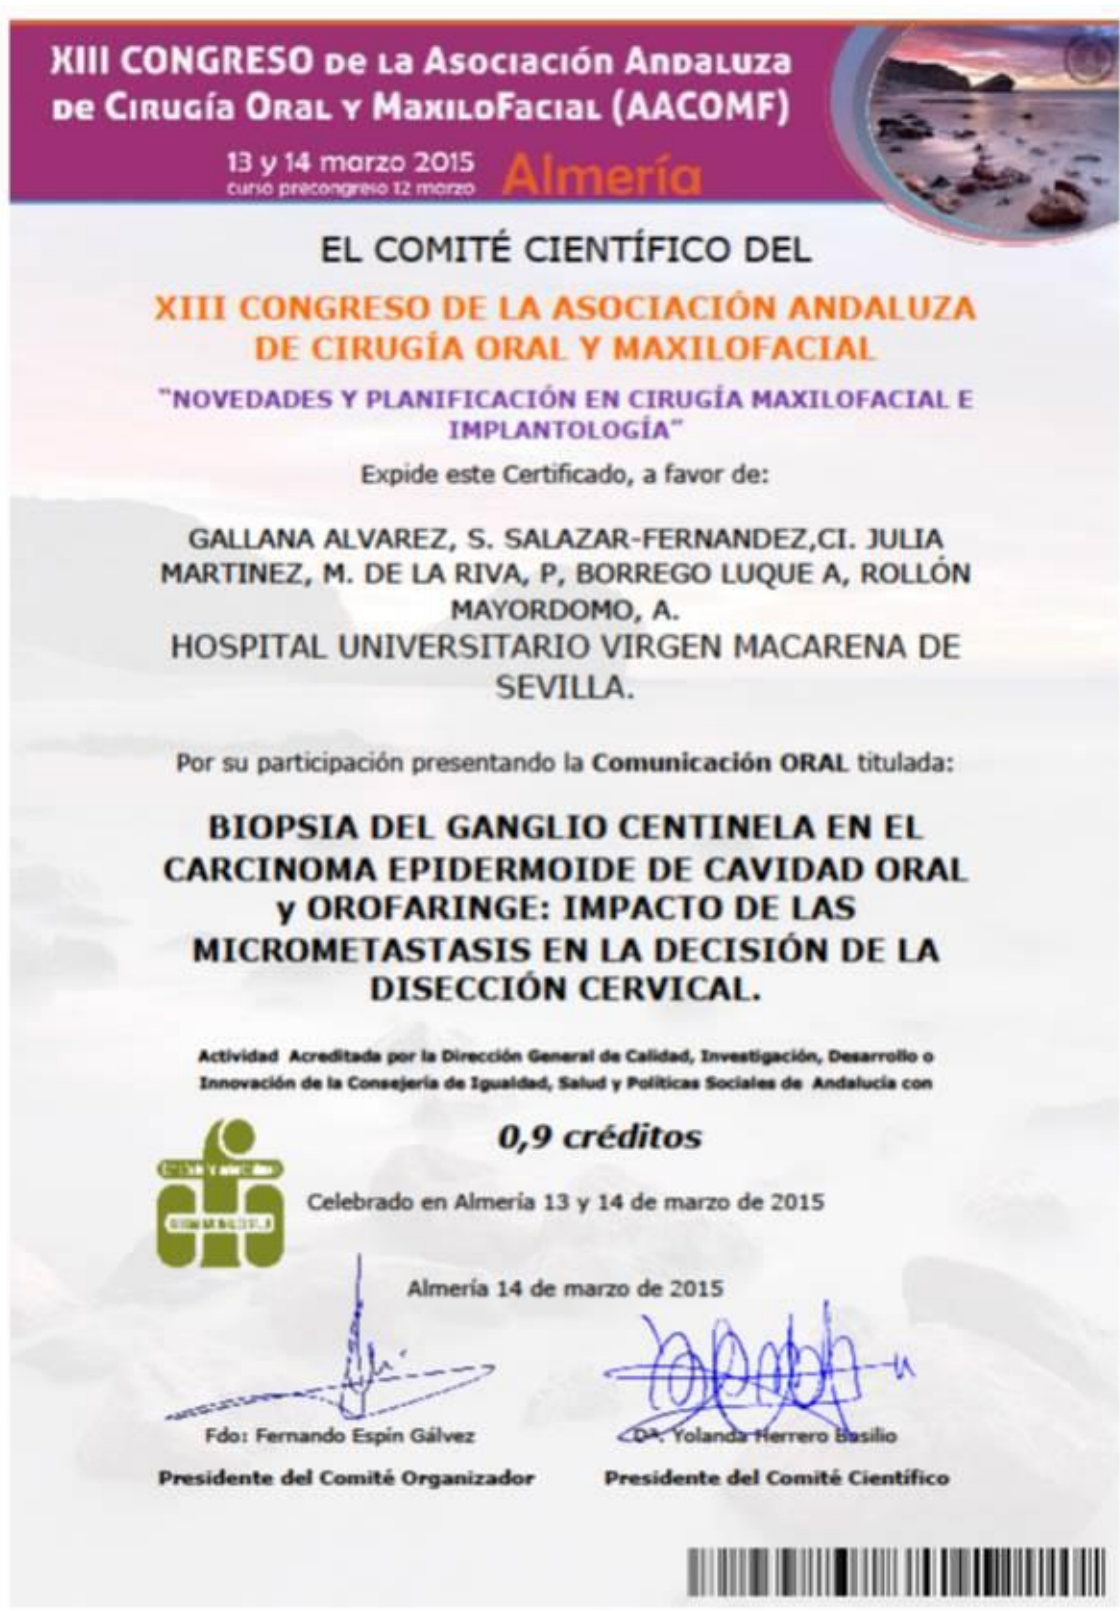 XIII CONGRESO DE LA ASOCIACIÓN ANDALUZA
DE CIRUGÍA ORAL Y MAXILOFACIAL (AACOMF)
13 y 14 marzo 2015
curso precongreso 12 marzo
Almería
EL COMITÉ CIENTÍFICO DEL
XIII CONGRESO DE LA ASOCIACIÓN ANDALUZA
DE CIRUGÍA ORAL Y MAXILOFACIAL
"NOVEDADES Y PLANIFICACIÓN EN CIRUGÍA MAXILOFACIAL E
IMPLANTOLOGÍA"
Expide este Certificado, a favor de:
GALLANA ALVAREZ, S. SALAZAR-FERNANDEZ,CI. JULIA
MARTINEZ, M. DE LA RIVA, P, BORREGO LUQUE A, ROLLÓN
MAYORDOMO, A.
HOSPITAL UNIVERSITARIO VIRGEN MACARENA DE
SEVILLA.
Por su participación presentando la Comunicación ORAL titulada:
BIOPSIA DEL GANGLIO CENTINELA EN EL
CARCINOMA EPIDERMOIDE DE CAVIDAD ORAL
y OROFARINGE: IMPACTO DE LAS
MICROMETASTASIS EN LA DECISIÓN DE LA
DISECCIÓN CERVICAL.
Actividad Acreditada por la Dirección General de Calidad, Investigación, Desarrollo o
Innovación de la Consejería de Igualdad, Salud y Políticas Sociales de Andalucía con
0,9 créditos
Celebrado en Almería 13 y 14 de marzo de 2015
Almería 14 de marzo de 2015
Fdo: Fernando Espín Gálvez
Dª. Yolanda Herrero Basilio
Presidente del Comité Organizador
Presidente del Comité Científico